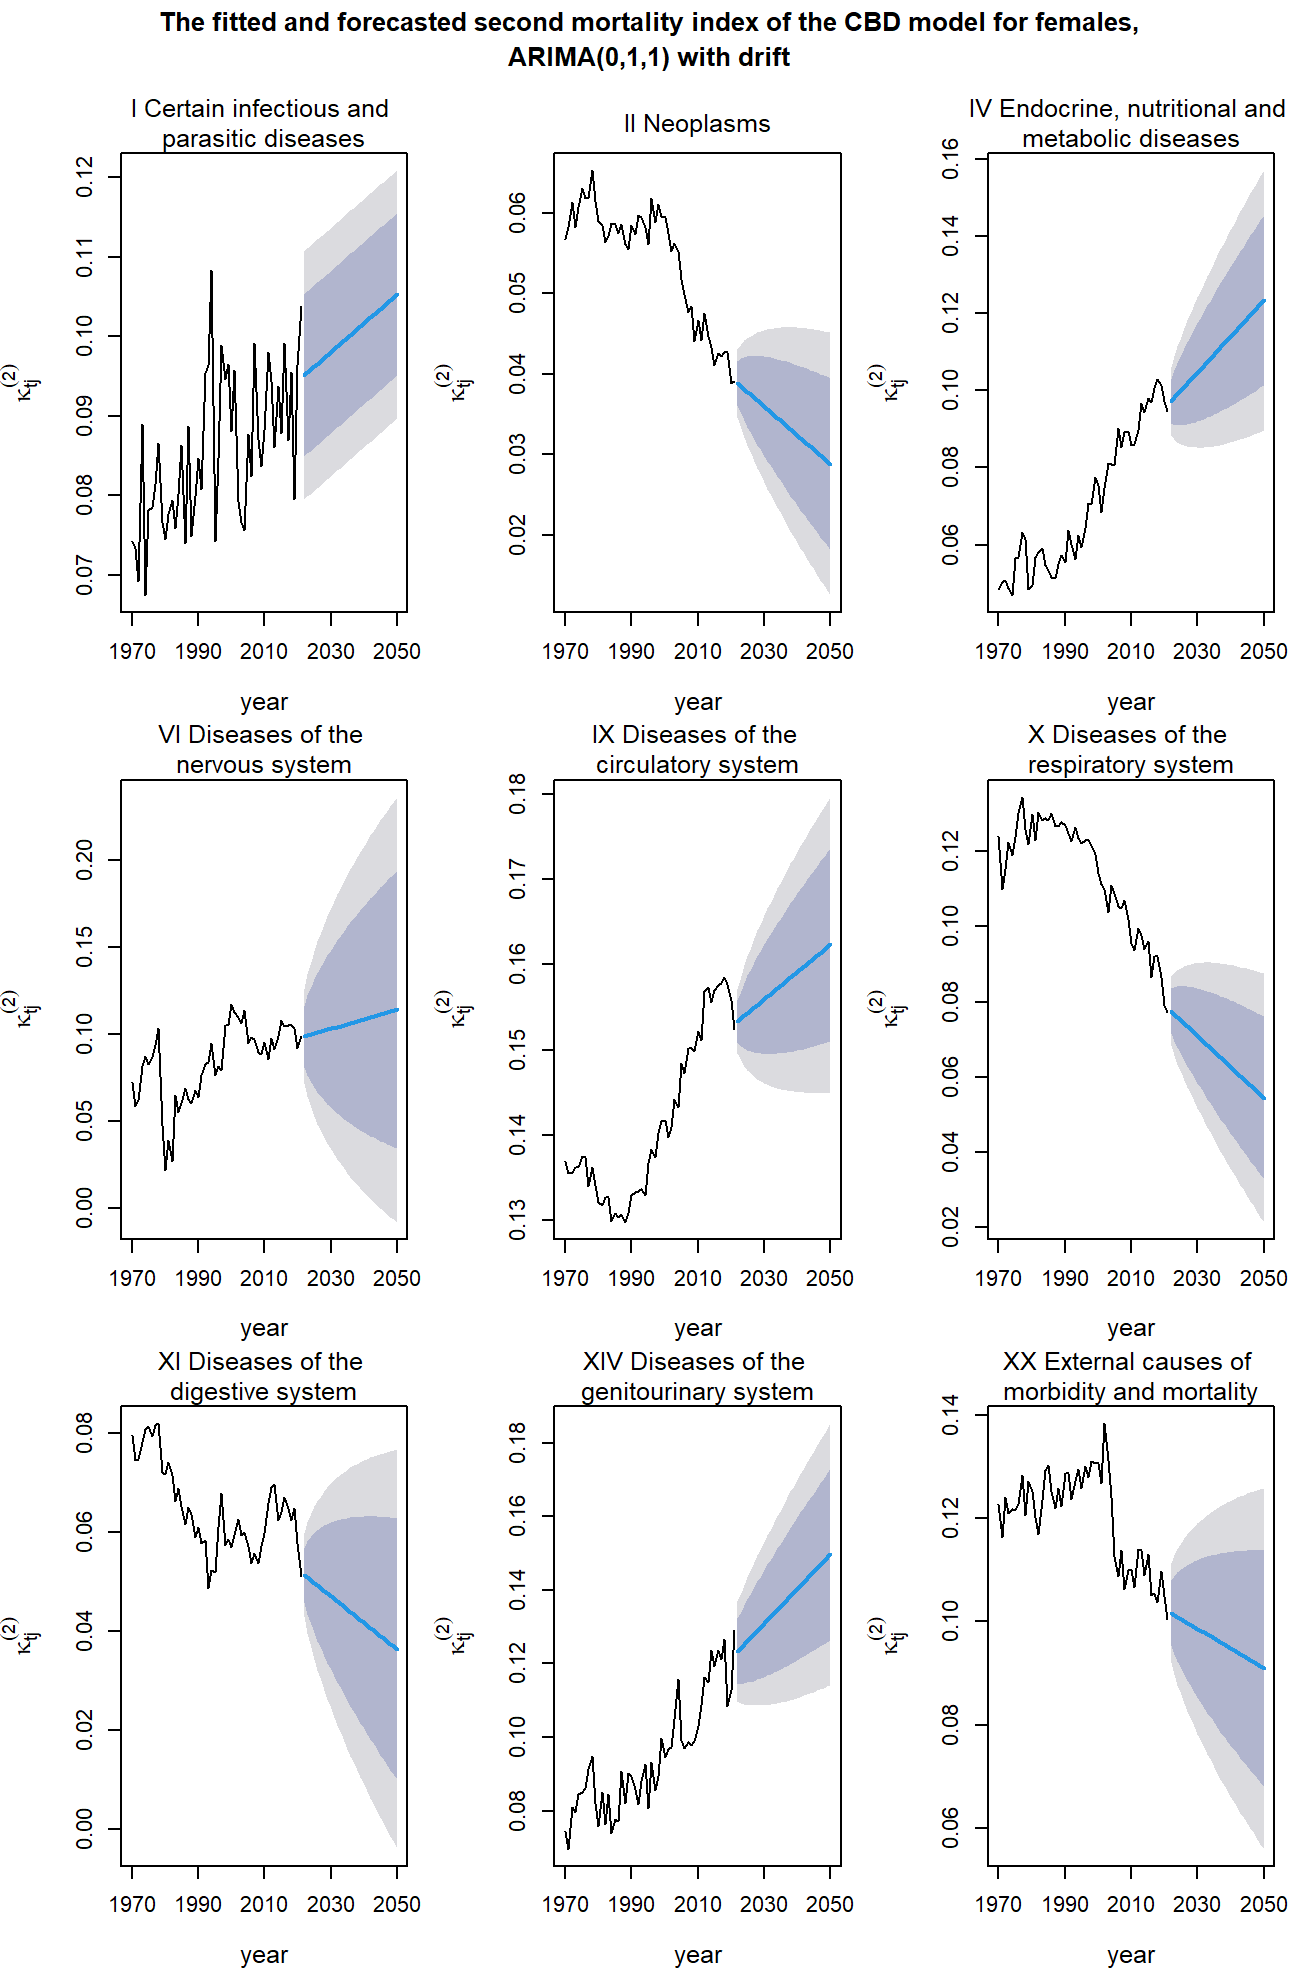 The fitted and forecasted second mortality index of the CBD model for females,
ARIMA(0,1,1) with drift
I Certain infectious and
parasitic diseases
κtj(2)
0.12
0.11
0.10
0.09
0.08
0.07
1970 1990 2010 2030 2050
year
II Neoplasms
κtj(2)
0.06
0.05
0.04
0.03
0.02
1970 1990 2010 2030 2050
year
IV Endocrine, nutritional and
metabolic diseases
κtj(2)
0.16
0.14
0.12
0.10
0.08
0.06
1970 1990 2010 2030 2050
year
VI Diseases of the
nervous system
κtj(2)
0.20
0.15
0.10
0.05
0.00
1970 1990 2010 2030 2050
year
IX Diseases of the
circulatory system
κtj(2)
0.18
0.17
0.16
0.15
0.14
0.13
1970 1990 2010 2030 2050
year
X Diseases of the
respiratory system
κtj(2)
0.12
0.10
0.08
0.06
0.04
0.02
1970 1990 2010 2030 2050
year
XI Diseases of the
digestive system
κtj(2)
0.08
0.06
0.04
0.02
0.00
1970 1990 2010 2030 2050
year
XIV Diseases of the
genitourinary system
κtj(2)
0.18
0.16
0.14
0.12
0.10
0.08
1970 1990 2010 2030 2050
year
XX External causes of
morbidity and mortality
κtj(2)
0.14
0.12
0.10
0.08
0.06
1970 1990 2010 2030 2050
year